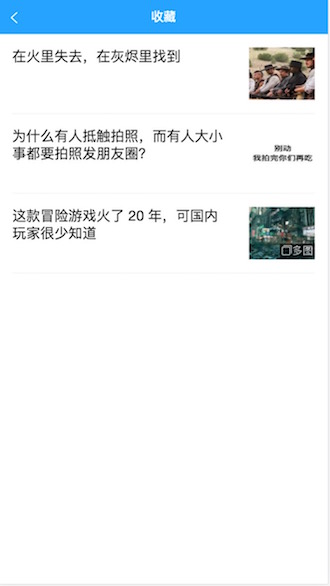 收藏
在火里失去，在灰烬里找到
为什么有人抵触拍照，而有人大小
事都要拍照发朋友圈？
别动
我拍完你们再吃
这款冒险游戏火了 20 年，可国内
玩家很少知道
多图